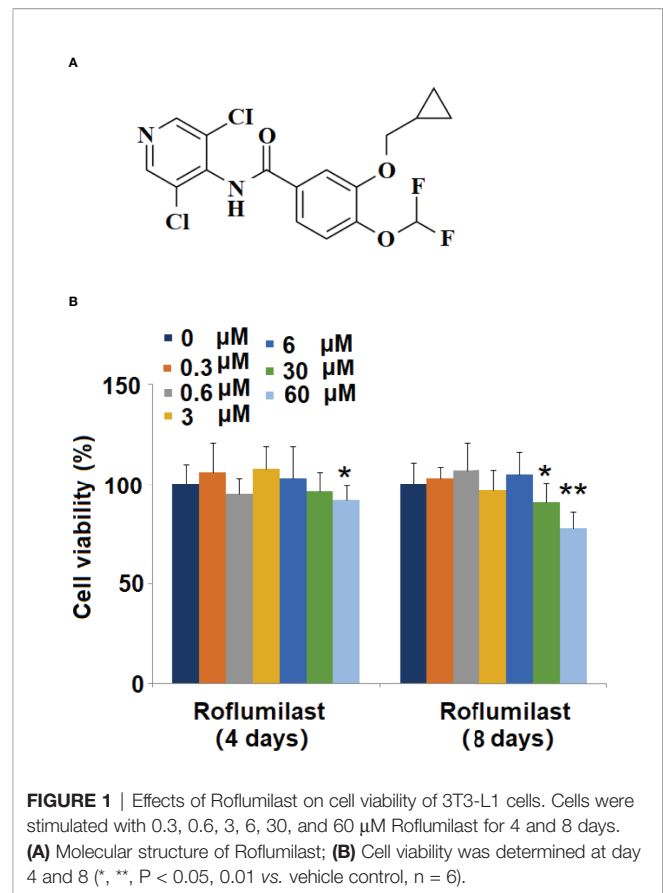 A
N
Cl
O
N
H
Cl
O
F
O
F
B
0 μM
0.3 μM
0.6 μM
3 μM
6 μM
30 μM
60 μM
150
100
50
0
Cell viability (%)
*
*
**
Roflumilast
(4 days)
Roflumilast
(8 days)
FIGURE 1 | Effects of Roflumilast on cell viability of 3T3-L1 cells. Cells were
stimulated with 0.3, 0.6, 3, 6, 30, and 60 μM Roflumilast for 4 and 8 days.
(A) Molecular structure of Roflumilast; (B) Cell viability was determined at day
4 and 8 (*, **, P < 0.05, 0.01 vs. vehicle control, n = 6).